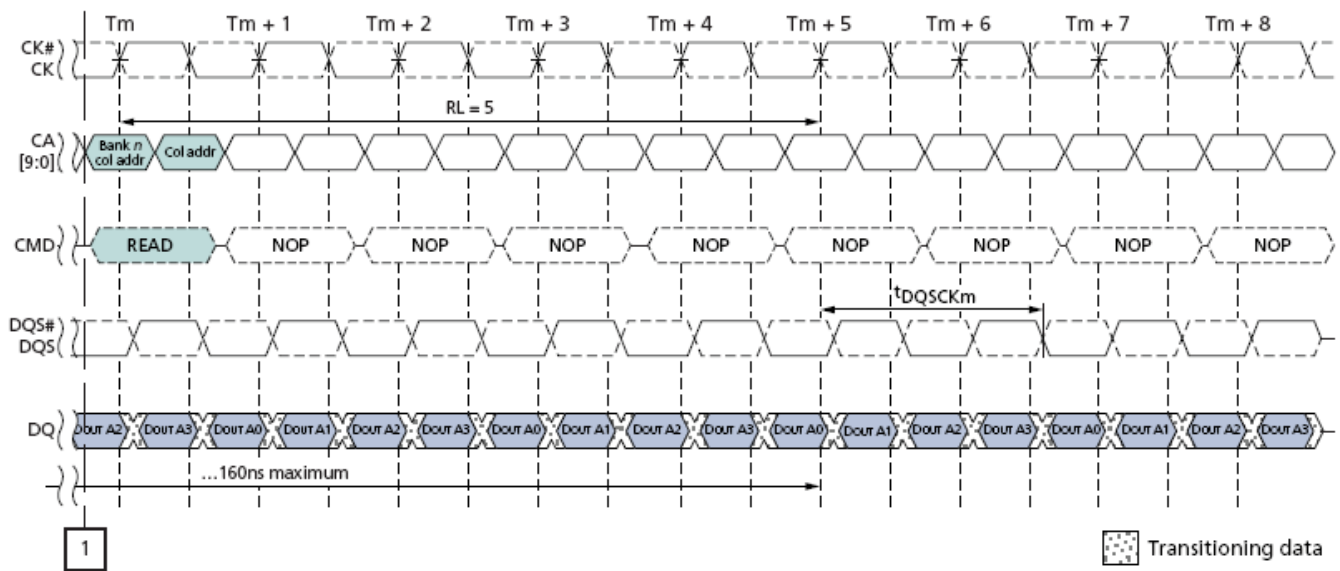 Tm Tm + 1 Tm + 2 Tm + 3 Tm + 4 Tm + 5 Tm + 6 Tm + 7 Tm + 8
CK#
CK
RL = 5
CA
[9:0]
Bank n
col addr
Col addr
CMD READ NOP NOP NOP NOP NOP NOP NOP NOP
tDQSCKm
DQS#
DQS
DQ DOUT A2 DOUT A3 DOUT A0 DOUT A1 DOUT A2 DOUT A3 DOUT A0 DOUT A1 DOUT A2 DOUT A3 DOUT A0 DOUT A1 DOUT A2 DOUT A3 DOUT A0 DOUT A1 DOUT A2 DOUT A3
...160ns maximum
1
Transitioning data